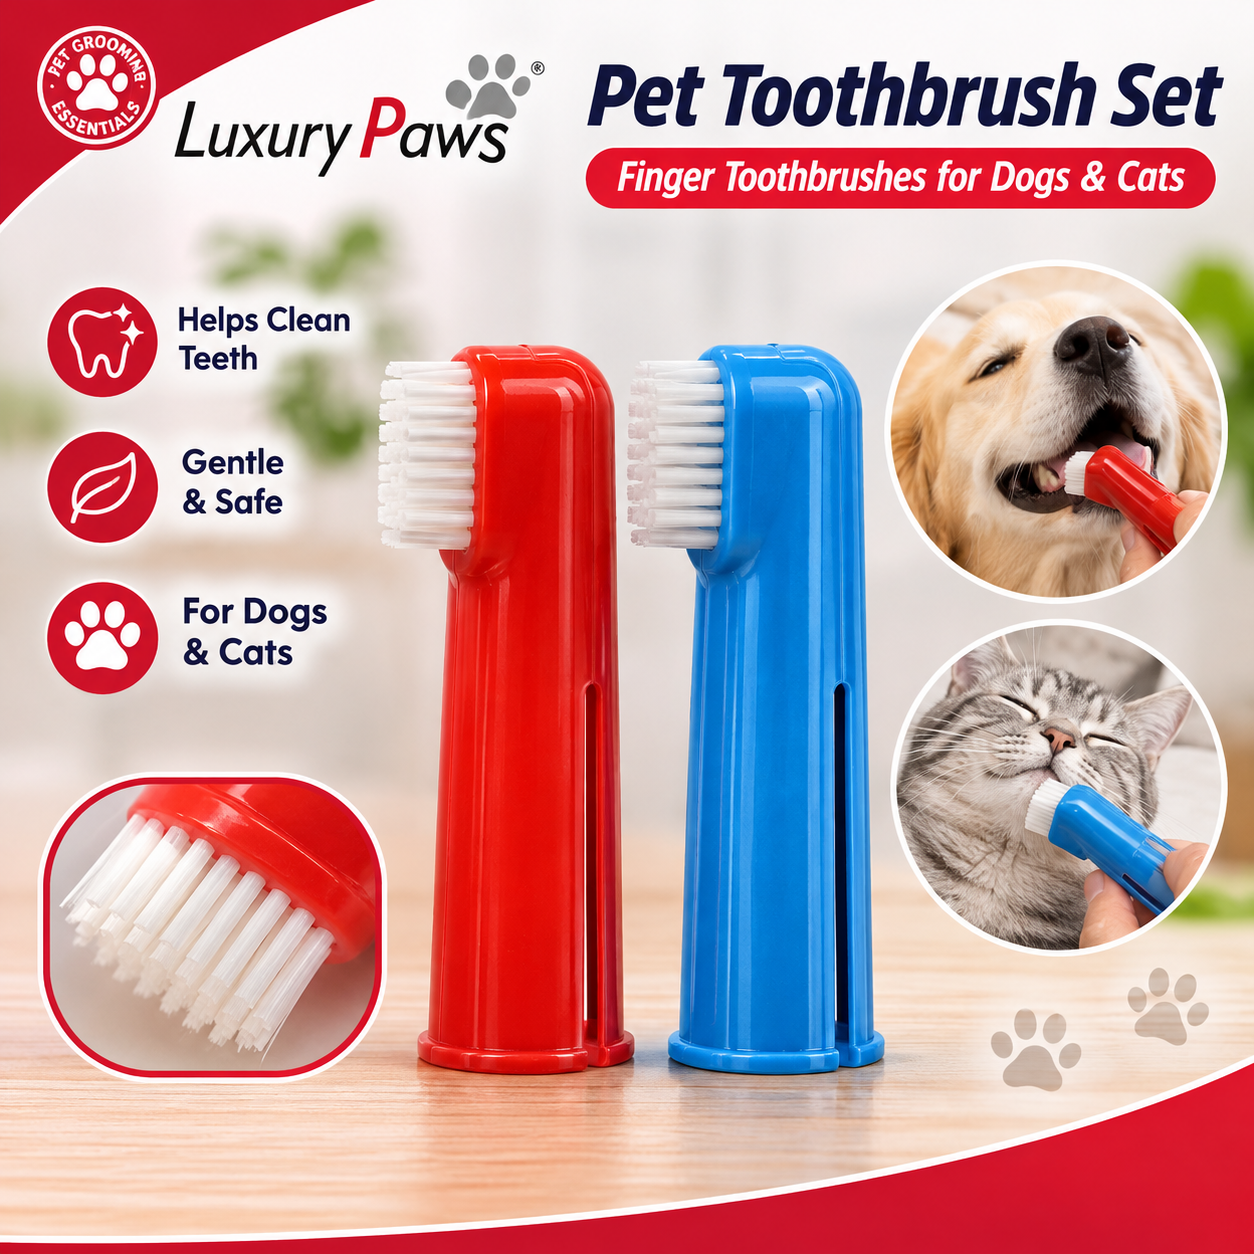 PET GROOMING
ESSENTIALS
Luxury Paws®
Pet Toothbrush Set
Finger Toothbrushes for Dogs & Cats
Helps Clean
Teeth
Gentle
& Safe
For Dogs
& Cats